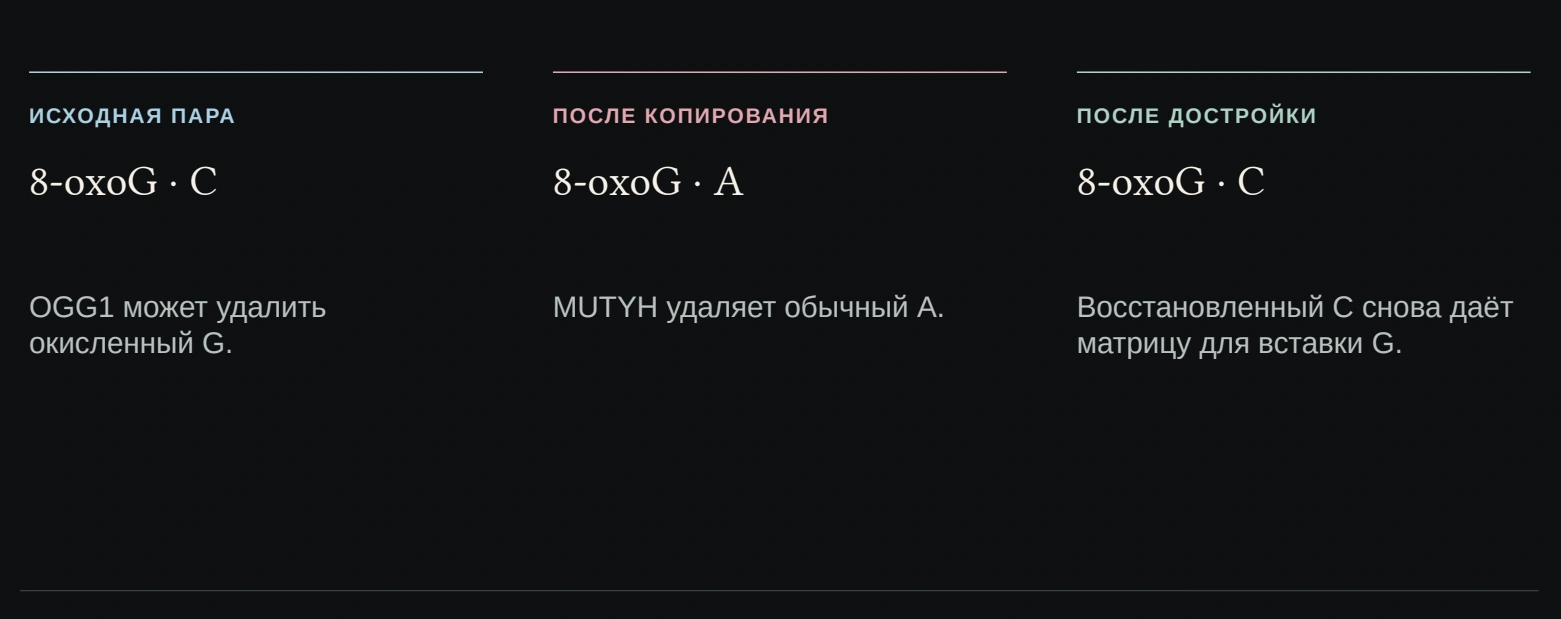 ИСХОДНАЯ ПАРА
8-oxoG · C
OGG1 может удалить
окисленный G.
ПОСЛЕ КОПИРОВАНИЯ
8-oxoG · A
MUTYH удаляет обычный A.
ПОСЛЕ ДОСТРОЙКИ
8-oxoG · C
Восстановленный C снова даёт
матрицу для вставки G.